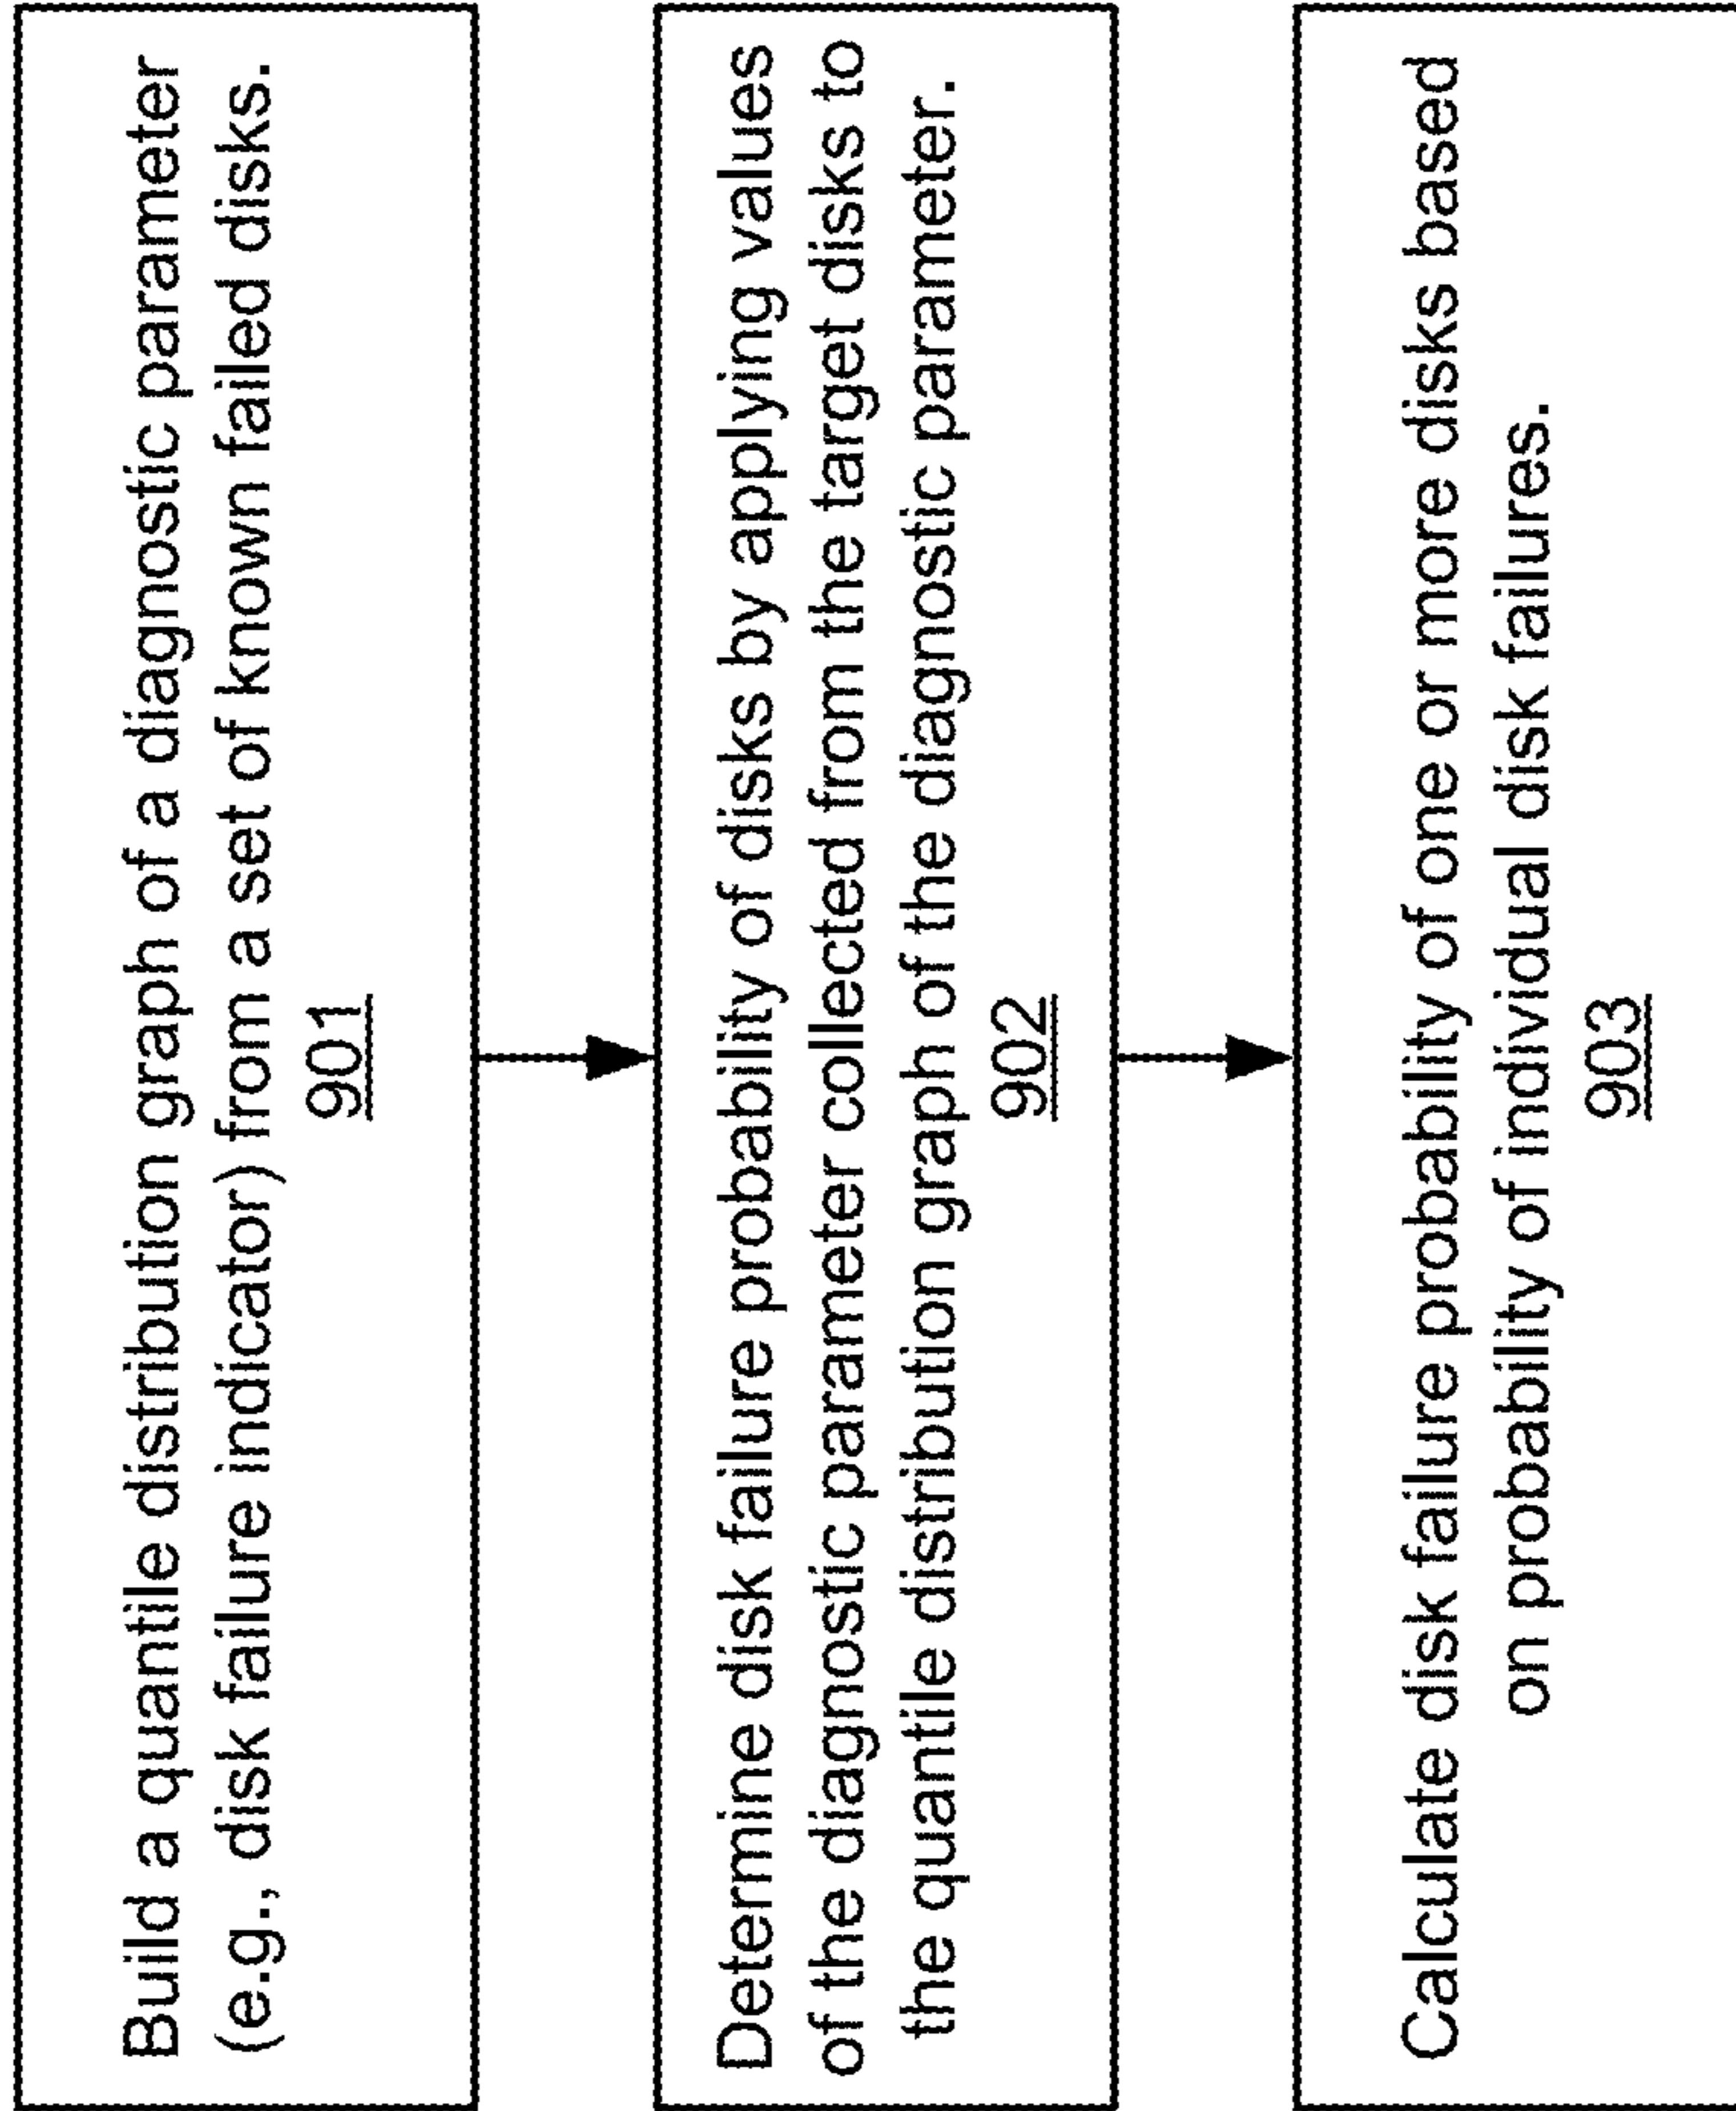 Build a quantile distribution graph of a diagnostic parameter
(e.g., disk failure indicator) from a set of known failed disks.
901
Determine disk failure probability of disks by applying values
of the diagnostic parameter collected from the target disks to
the quantile distribution graph of the diagnostic parameter.
902
Calculate disk failure probability of one or more disks based
on probability of individual disk failures.
903